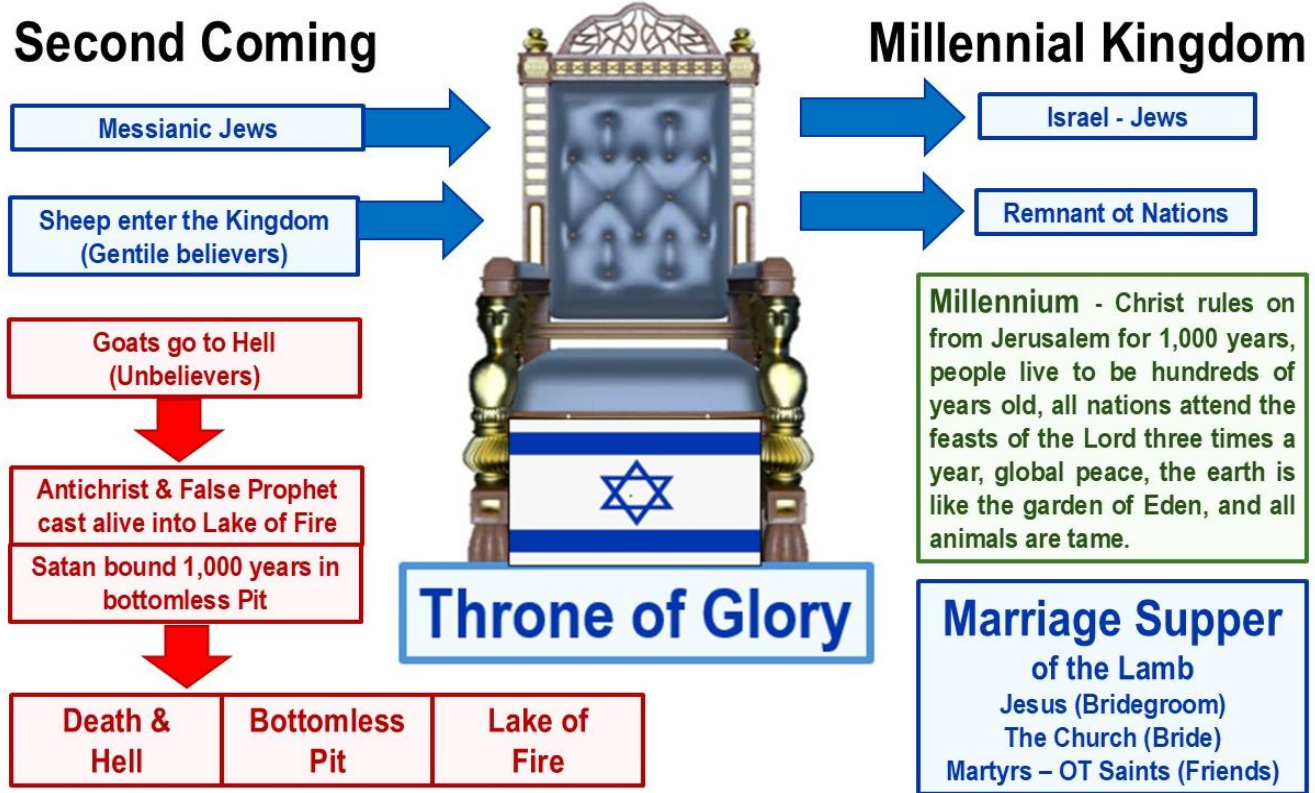 Second Coming
Millennial Kingdom
Messianic Jews
Israel - Jews
Sheep enter the Kingdom
(Gentile believers)
Remnant ot Nations
Goats go to Hell
(Unbelievers)
Antichrist & False Prophet
cast alive into Lake of Fire
Satan bound 1,000 years in
bottomless Pit
Death &
Hell
Bottomless
Pit
Lake of
Fire
Throne of Glory
Millennium - Christ rules on
from Jerusalem for 1,000 years,
people live to be hundreds of
years old, all nations attend the
feasts of the Lord three times a
year, global peace, the earth is
like the garden of Eden, and all
animals are tame.
Marriage Supper
of the Lamb
Jesus (Bridegroom)
The Church (Bride)
Martyrs – OT Saints (Friends)